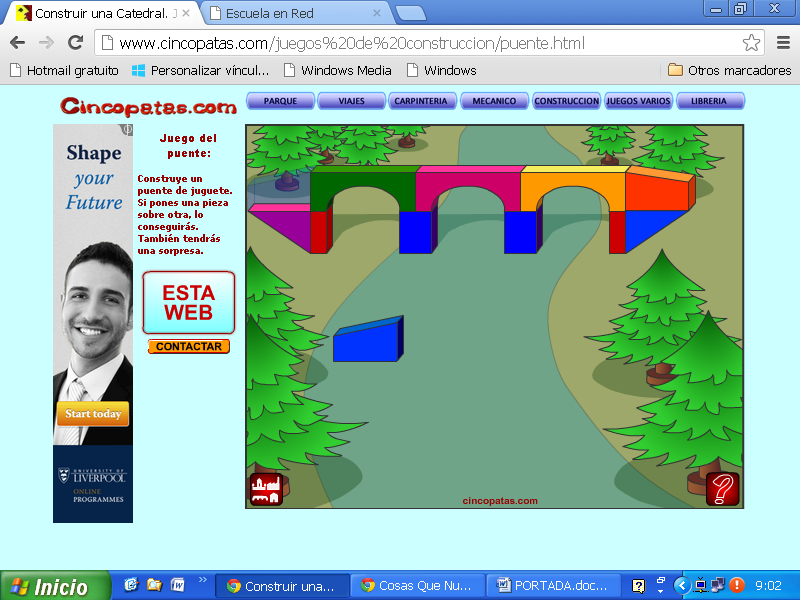 Construir una Catedral. J
Escuela en Red
www.cincopatas.com/juegos%20de%20construccion/puente.html
Hotmail gratuito
Personalizar víncul...
Windows Media
Windows
Otros marcadores
Cincopatas.com
PARQUE
VIAJES
CARPINTERIA
MECANICO
CONSTRUCCION
JUEGOS VARIOS
LIBRERIA
Shape
your
Future
Start today
UNIVERSITY OF
LIVERPOOL
ONLINE
PROGRAMMES
Juego del
puente:
Construye un
puente de juguete.
Si pones una pieza
sobre otra, lo
conseguirás.
También tendrás
una sorpresa.
ESTA
WEB
CONTACTAR
cincopatas.com
?
Inicio
Construir una...
Cosas Que Nu...
PORTADA.doc...
9:02